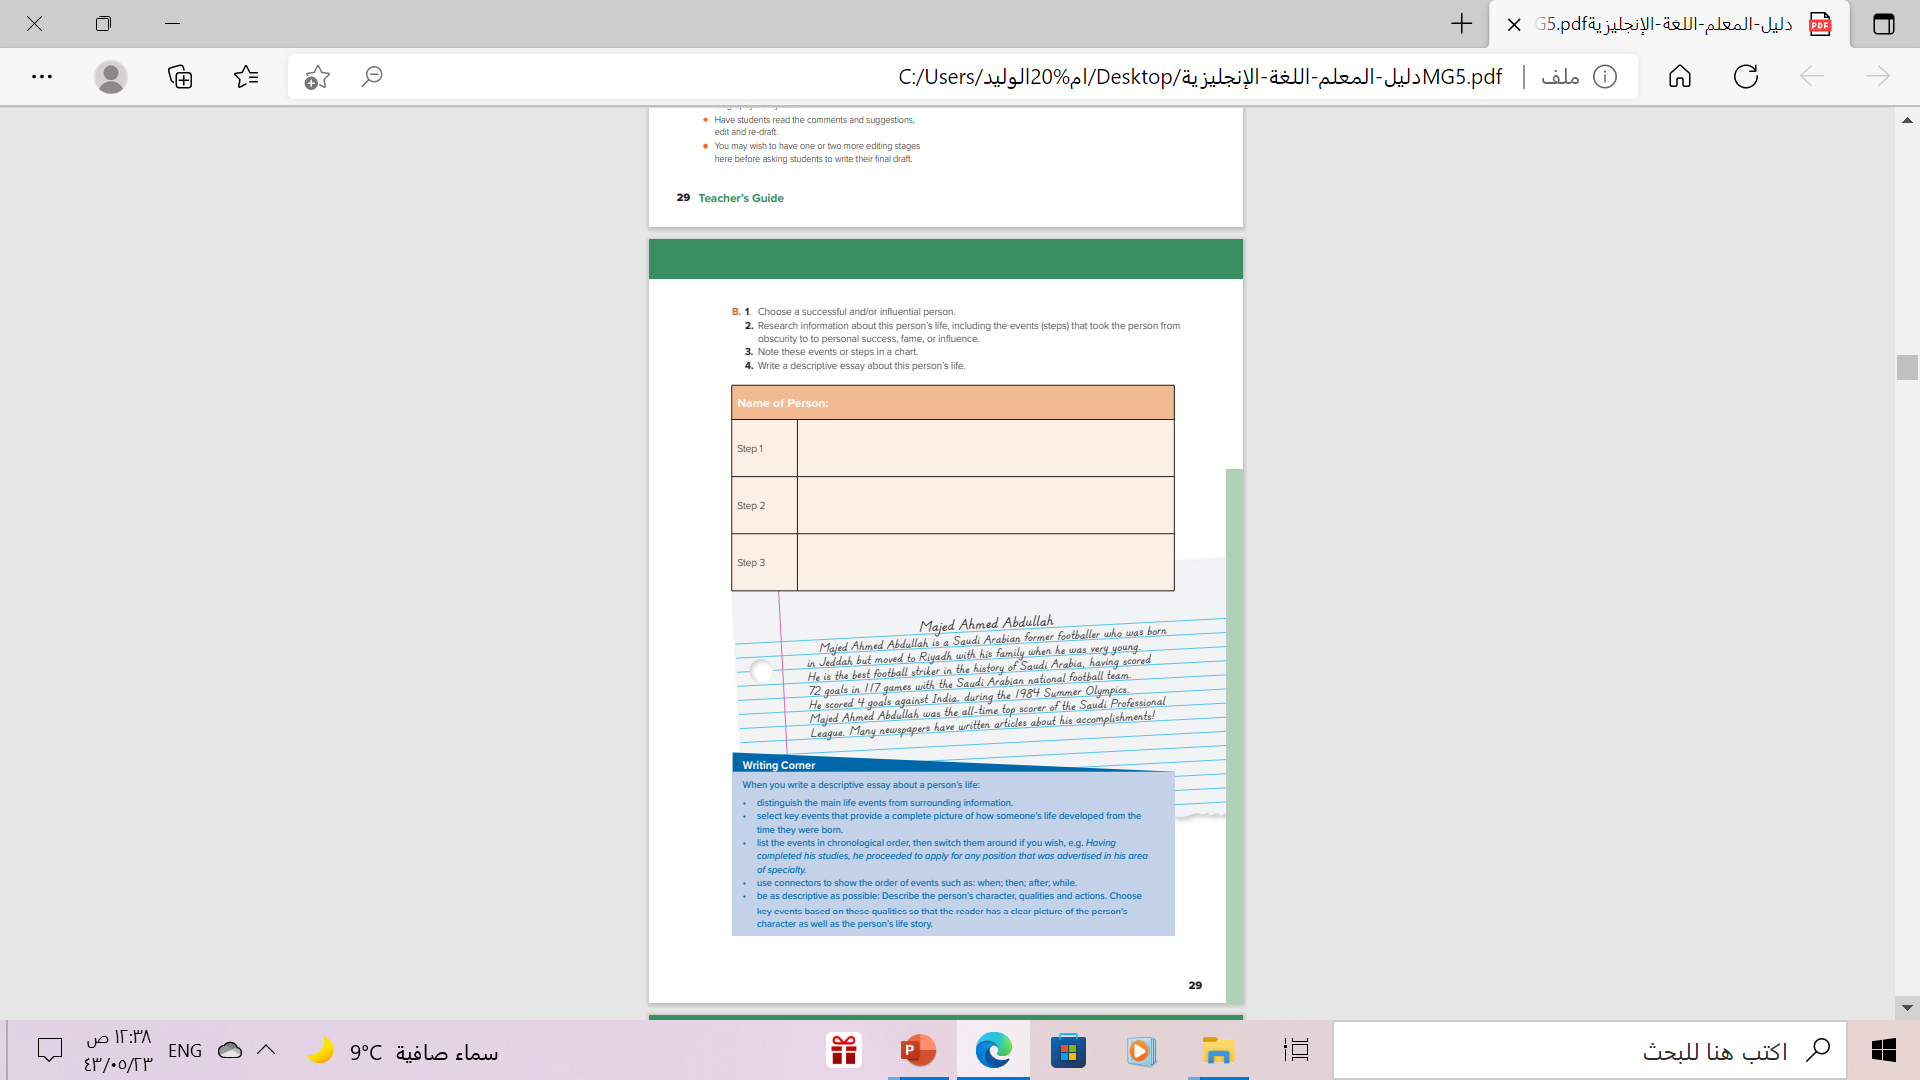 دليل-المعلم-اللغة-الإنجليزيةG5.pdf
C:/Users/ام%20الوليد/Desktop/دليل-المعلم-اللغة-الإنجليزيةMG5.pdf
ملف
Have students read the comments and suggestions,
edit and re-draft.
You may wish to have one or two more editing stages
here before asking students to write their final draft.
29 Teacher's Guide
B. 1. Choose a successful and/or influential person.
2. Research information about this person's life, including the events (steps) that took the person from
obscurity to to personal success, fame, or influence.
3. Note these events or steps in a chart.
4. Write a descriptive essay about this person's life.
Name of Person:
Step 1
Step 2
Step 3
Majed Ahmed Abdullah
Majed Ahmed Abdullah is a Saudi Arabian former footballer who was born
in Jeddah but moved to Riyadh with his family when he was very young.
He is the best football striker in the history of Saudi Arabia, having scored
72 goals in 117 games with the Saudi Arabian national football team.
He scored 4 goals against India, during the 1984 Summer Olympics.
Majed Ahmed Abdullah was the all-time top scorer of the Saudi Professional
League. Many newspapers have written articles about his accomplishments!
Writing Corner
When you write a descriptive essay about a person's life:
• distinguish the main life events from surrounding information.
• select key events that provide a complete picture of how someone's life developed from the
time they were born.
• list the events in chronological order, then switch them around if you wish, e.g. Having
completed his studies, he proceeded to apply for any position that was advertised in his area
of specialty.
• use connectors to show the order of events such as: when; then; after; while.
• be as descriptive as possible: Describe the person's character, qualities and actions. Choose
key events based on these qualities so that the reader has a clear picture of the person's
character as well as the person's life story.
29
١٢:٣٨ ص
٤٣/٠٥/٢٣
ENG
9°C سماء صافية
اكتب هنا للبحث